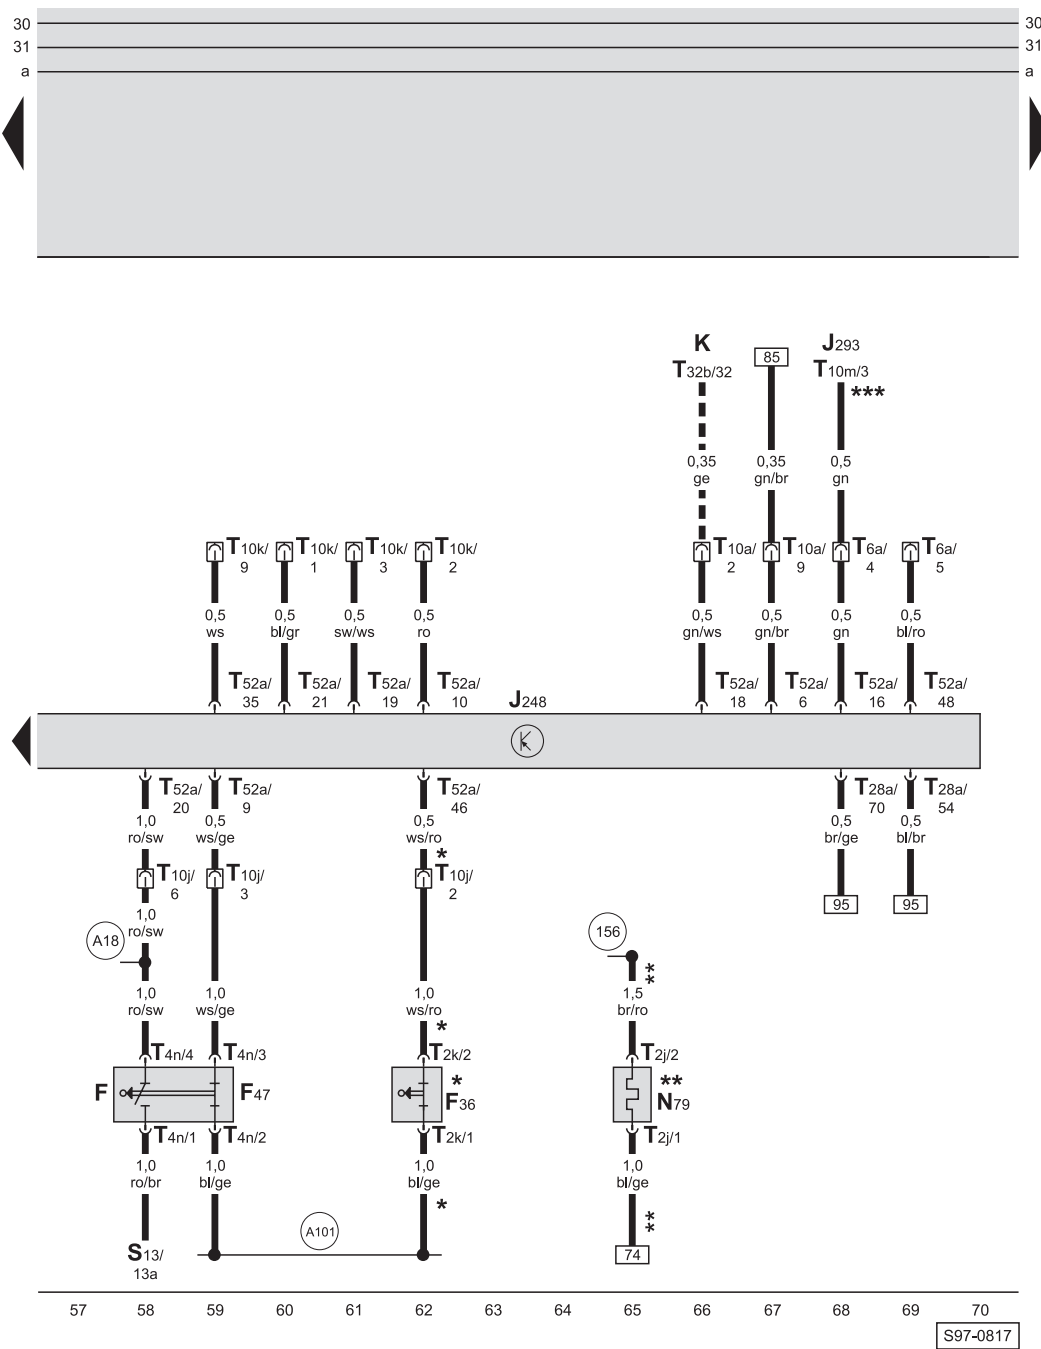 30 30
31 31
a a
K J293
T32b/32 85 T10m/3
***
0,35 0,35 0,5
ge gn/br gn
T10k/ T10k/ T10k/ T10k/ T10a/ T10a/ T6a/ T6a/
9 1 3 2 2 9 4 5
0,5 0,5 0,5 0,5 0,5 0,5 0,5 0,5
ws bl/gr sw/ws ro gn/ws gn/br gn bl/ro
T52a/ T52a/ T52a/ T52a/ T52a/ T52a/ T52a/ T52a/
35 21 19 10 J248 18 6 16 48
T52a/ T52a/ T52a/ T28a/ T28a/
20 9 46 70 54
1,0 0,5 0,5 0,5 0,5
ro/sw ws/ge ws/ro br/ge bl/br
*
T10j/ T10j/ T10j/
6 3 2
95 95
1,0
ro/sw
A18 156
**
1,0 1,0 1,0 1,5
ro/sw ws/ge ws/ro br/ro
*
T4n/4 T4n/3 T2k/2 T2j/2
* **
F F47 F36 N79
T4n/1 T4n/2 T2k/1 T2j/1
1,0 1,0 1,0 1,0
ro/br bl/ge bl/ge bl/ge
* **
A101
S13/ 74
13a
57 58 59 60 61 62 63 64 65 66 67 68 69 70
S97-0817